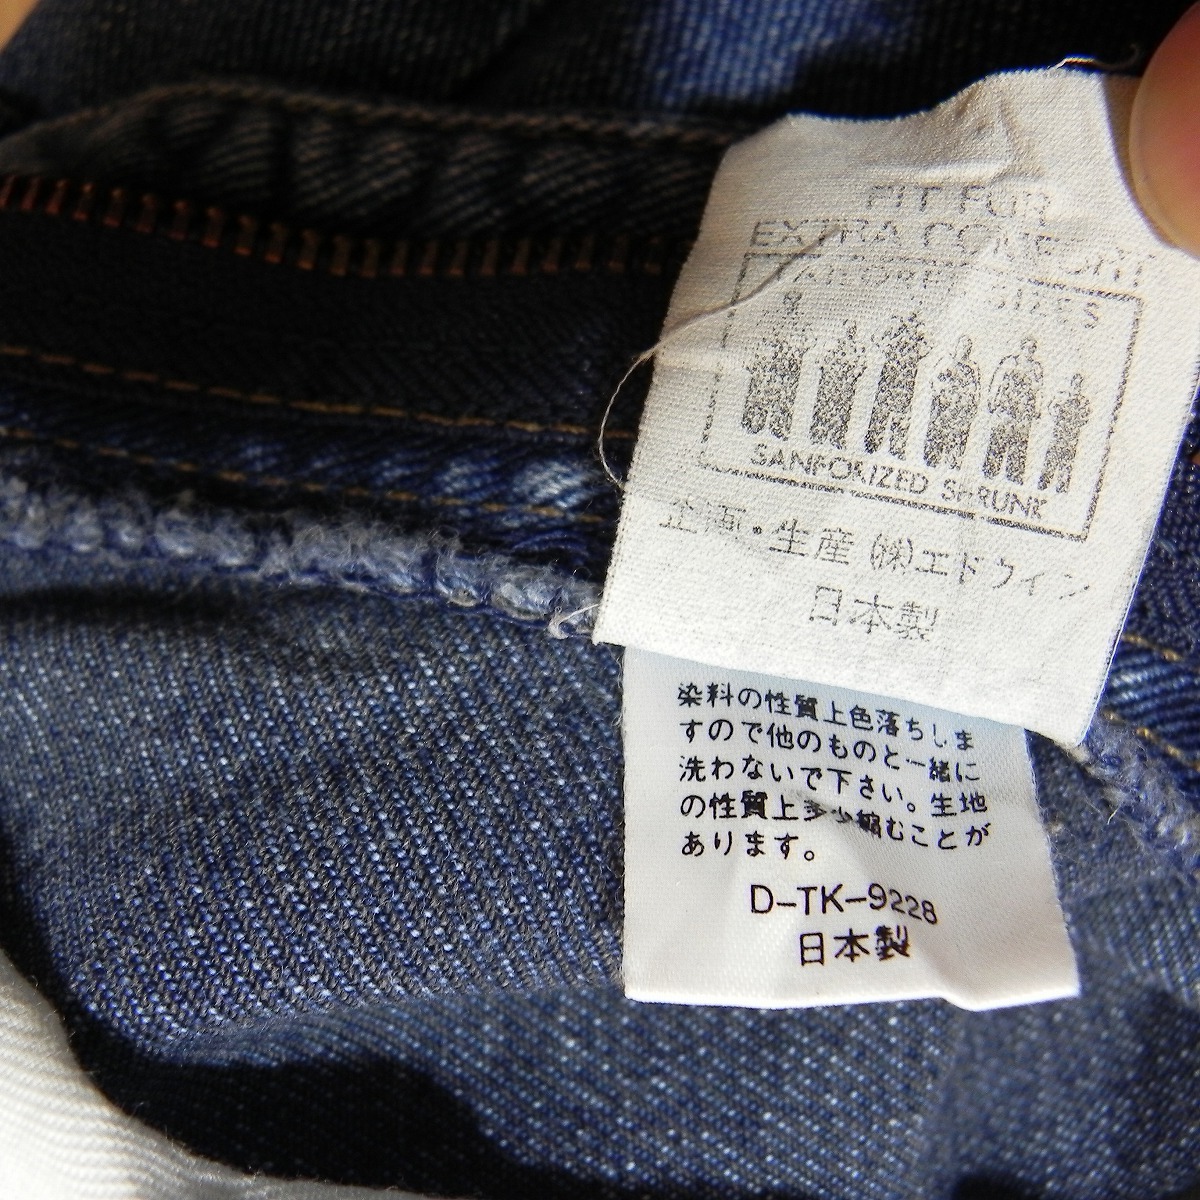 FIT FOR
EXTRA COMFORT
SIZES
SANFORIZED SHRUNK
企画・生産 ㈱エドウイン
日本製
染料の性質上色落ちしま
すので他のものと一緒に
洗わないで下さい。生地
の性質上多少縮むことが
あります。
D-TK-9228
日本製